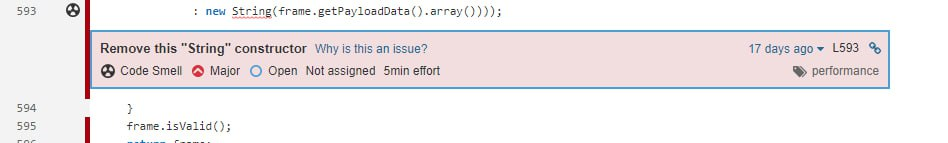 593 : new String(frame.getPayloadData().array())));
Remove this "String" constructor Why is this an issue? 17 days ago L593
Code Smell Major Open Not assigned 5min effort performance
594 }
595 frame.isValid();